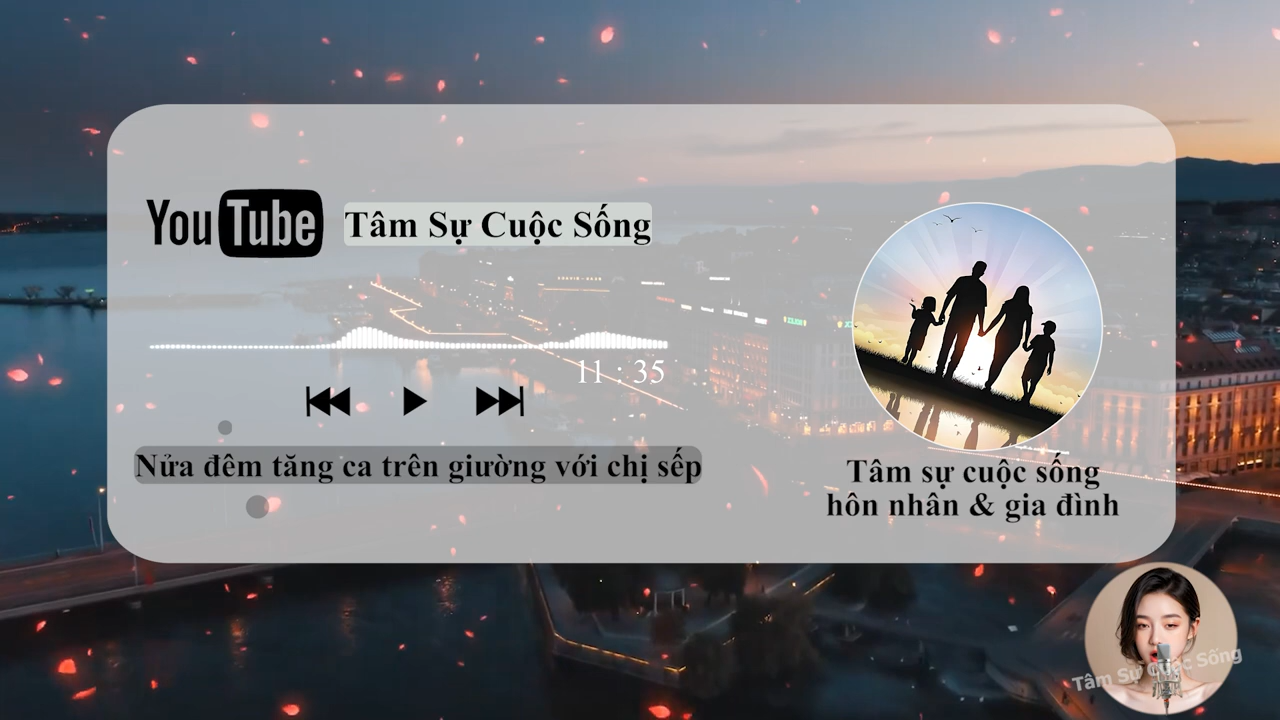 YouTube
Tâm Sự Cuộc Sống
11 : 35
Nửa đêm tăng ca trên giường với chị sếp
Tâm sự cuộc sống
hôn nhân & gia đình
Tâm Sự Cuộc Sống